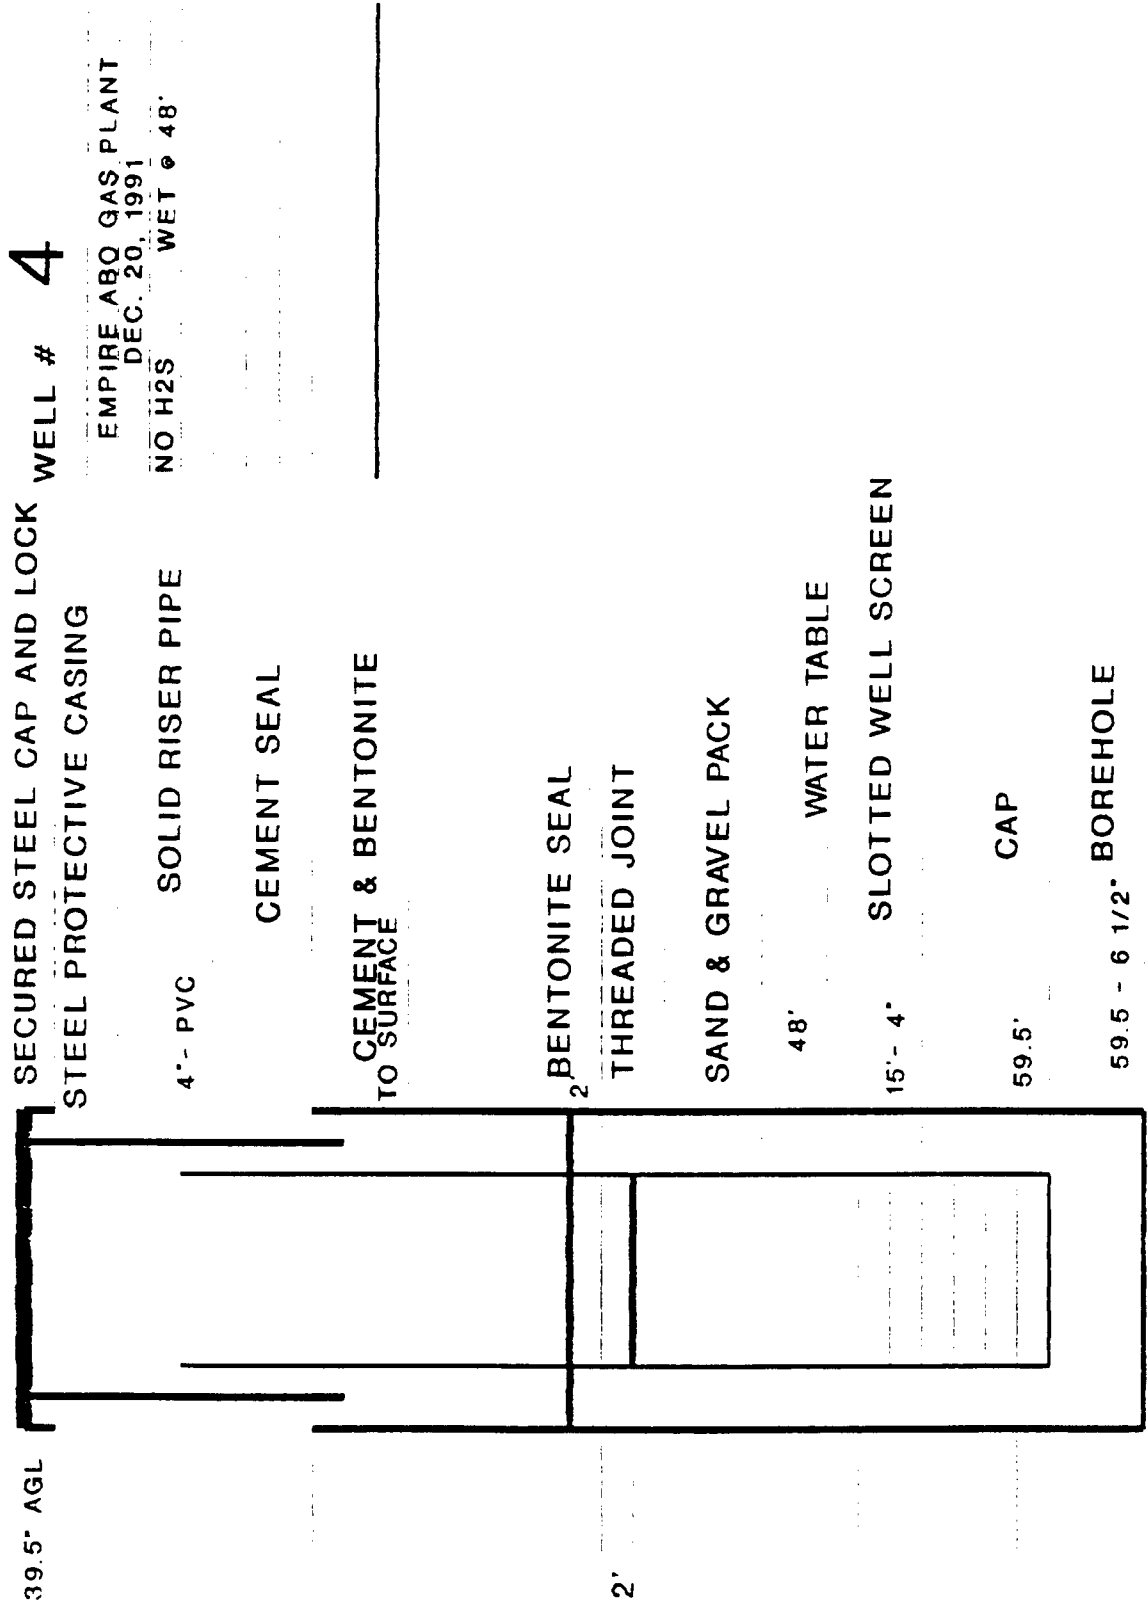 WELL # 4
EMPIRE ABO GAS PLANT
DEC. 20, 1991
NO H2S WET @ 48'
39.5" AGL
SECURED STEEL CAP AND LOCK
STEEL PROTECTIVE CASING
4"- PVC SOLID RISER PIPE
CEMENT SEAL
CEMENT & BENTONITE
TO SURFACE
BENTONITE SEAL
2'
THREADED JOINT
2'
SAND & GRAVEL PACK
48' WATER TABLE
15'- 4" SLOTTED WELL SCREEN
59.5' CAP
59.5 - 6 1/2" BOREHOLE